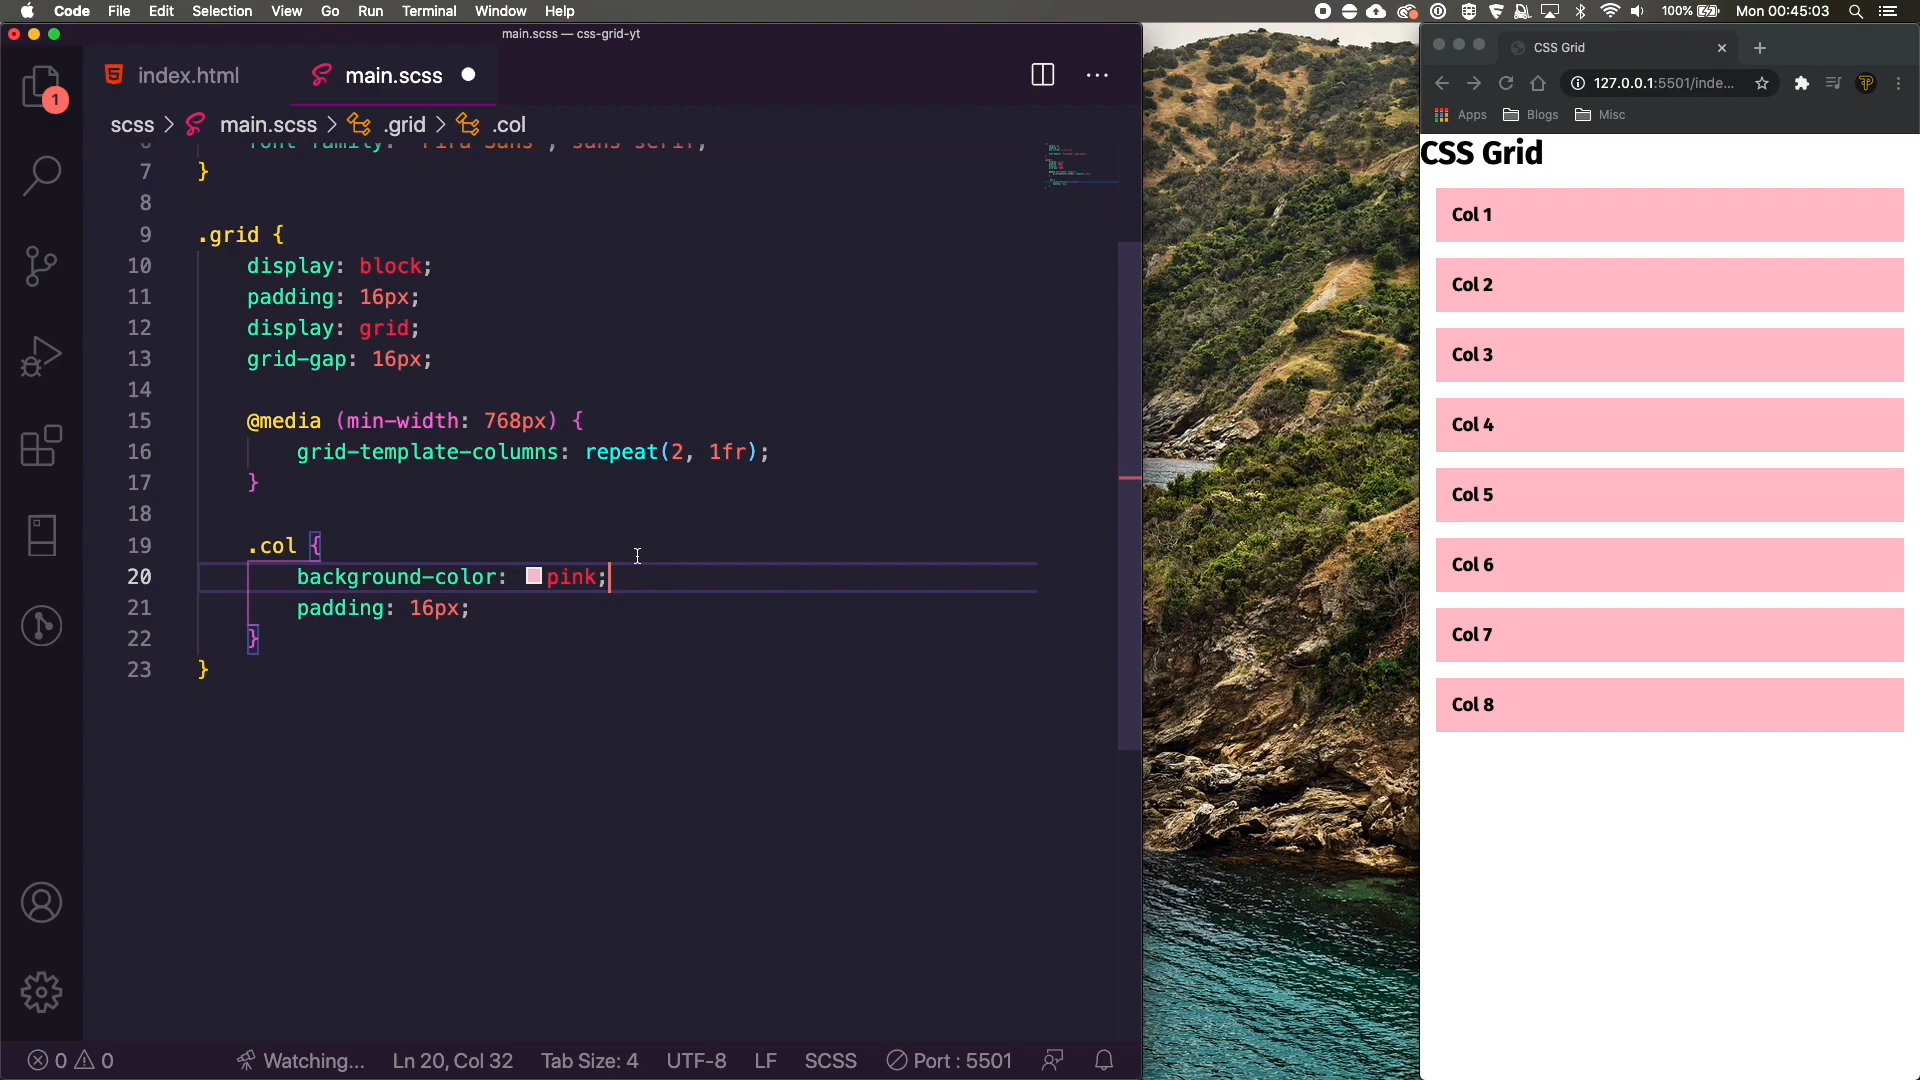 Code File Edit Selection View Go Run Terminal Window Help
100% Mon 00:45:03
main.scss — css-grid-yt
index.html
main.scss
scss > main.scss > .grid > .col
7 }
8
9 .grid {
10 display: block;
11 padding: 16px;
12 display: grid;
13 grid-gap: 16px;
14
15 @media (min-width: 768px) {
16 grid-template-columns: repeat(2, 1fr);
17 }
18
19 .col {
20 background-color: pink;
21 padding: 16px;
22 }
23 }
1
0 0 Watching... Ln 20, Col 32 Tab Size: 4 UTF-8 LF SCSS Port : 5501
CSS Grid
127.0.0.1:5501/inde...
Apps Blogs Misc
CSS Grid
Col 1
Col 2
Col 3
Col 4
Col 5
Col 6
Col 7
Col 8